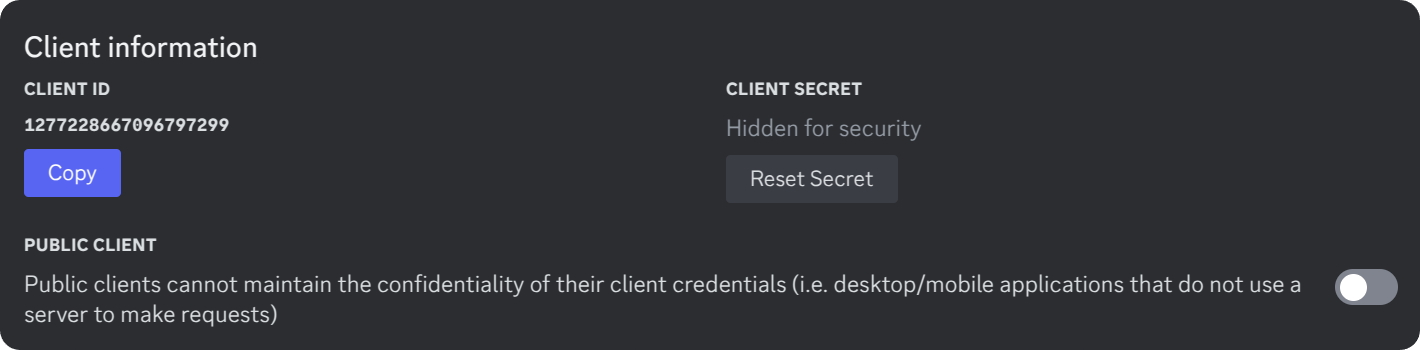 Client information
CLIENT ID
1277228667096797299
Copy
CLIENT SECRET
Hidden for security
Reset Secret
PUBLIC CLIENT
Public clients cannot maintain the confidentiality of their client credentials (i.e. desktop/mobile applications that do not use a
server to make requests)